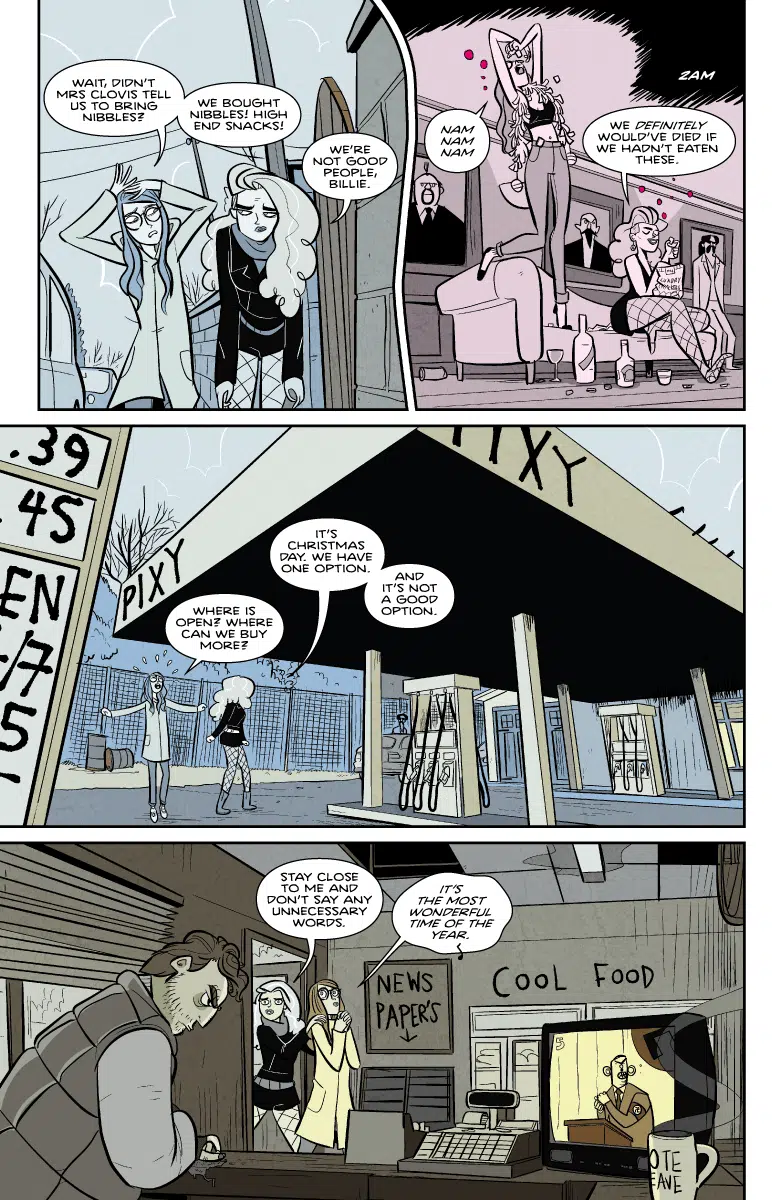 WAIT, DIDN'T
MRS CLOVIS TELL
US TO BRING
NIBBLES?
WE BOUGHT
NIBBLES! HIGH
END SNACKS!
WE'RE
NOT GOOD
PEOPLE,
BILLIE.
2AM
NAM
NAM
NAM
WE DEFINITELY
WOULD'VE DIED IF
WE HADN'T EATEN
THESE.
.39
.45
EN
/7
5
PIXY
PIXY
IT'S
CHRISTMAS
DAY. WE HAVE
ONE OPTION.
AND
IT'S NOT
A GOOD
OPTION.
WHERE IS
OPEN? WHERE
CAN WE BUY
MORE?
STAY CLOSE
TO ME AND
DON'T SAY ANY
UNNECESSARY
WORDS.
IT'S
THE MOST
WONDERFUL
TIME OF THE
YEAR.
NEWS
PAPER'S
COOL FOOD
5
OTE
EAVE